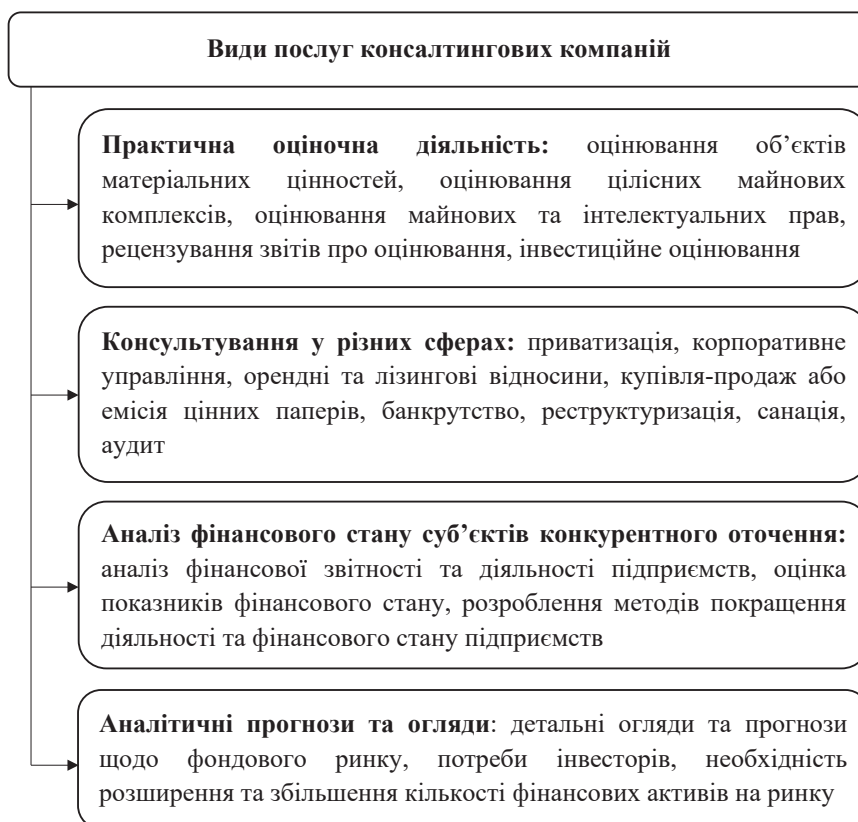 Види послуг консалтингових компаній
Практична оціночна діяльність: оцінювання об’єктів
матеріальних цінностей, оцінювання цілісних майнових
комплексів, оцінювання майнових та інтелектуальних прав,
рецензування звітів про оцінювання, інвестиційне оцінювання
Консультування у різних сферах: приватизація, корпоративне
управління, орендні та лізингові відносини, купівля-продаж або
емісія цінних паперів, банкрутство, реструктуризація, санація,
аудит
Аналіз фінансового стану суб’єктів конкурентного оточення:
аналіз фінансової звітності та діяльності підприємств, оцінка
показників фінансового стану, розроблення методів покращення
діяльності та фінансового стану підприємств
Аналітичні прогнози та огляди: детальні огляди та прогнози
щодо фондового ринку, потреби інвесторів, необхідність
розширення та збільшення кількості фінансових активів на ринку